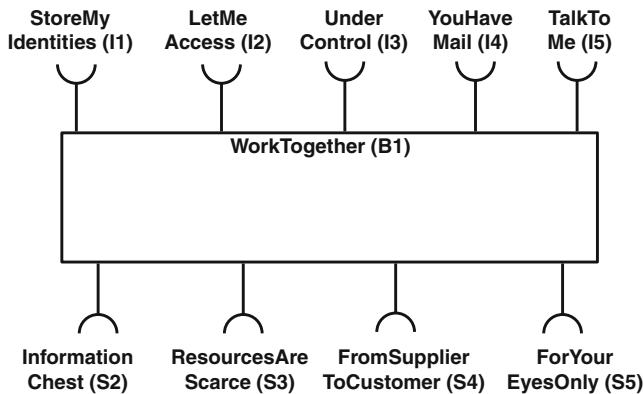 StoreMy
Identities (I1)
LetMe
Access (I2)
Under
Control (I3)
YouHave
Mail (I4)
TalkTo
Me (I5)
WorkTogether (B1)
Information
Chest (S2)
ResourcesAre
Scarce (S3)
FromSupplier
ToCustomer (S4)
ForYour
EyesOnly (S5)